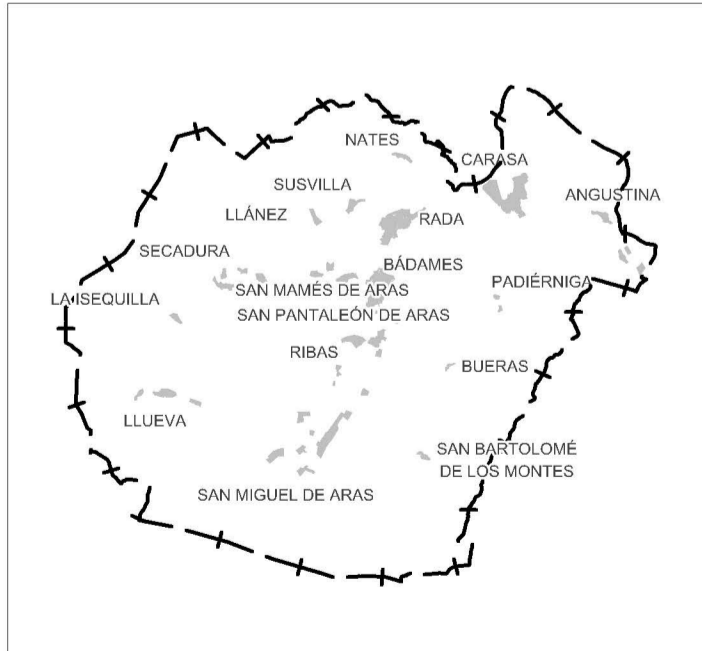 NATES
CARASA
SUSVILLA
ANGUSTINA
LLÁNEZ
RADA
SECADURA
BÁDAMES
PADIÉRNIGA
SAN MAMÉS DE ARAS
LA ISEQUILLA
SAN PANTALEÓN DE ARAS
RIBAS
BUERAS
LLUEVA
SAN BARTOLOMÉ
DE LOS MONTES
SAN MIGUEL DE ARAS